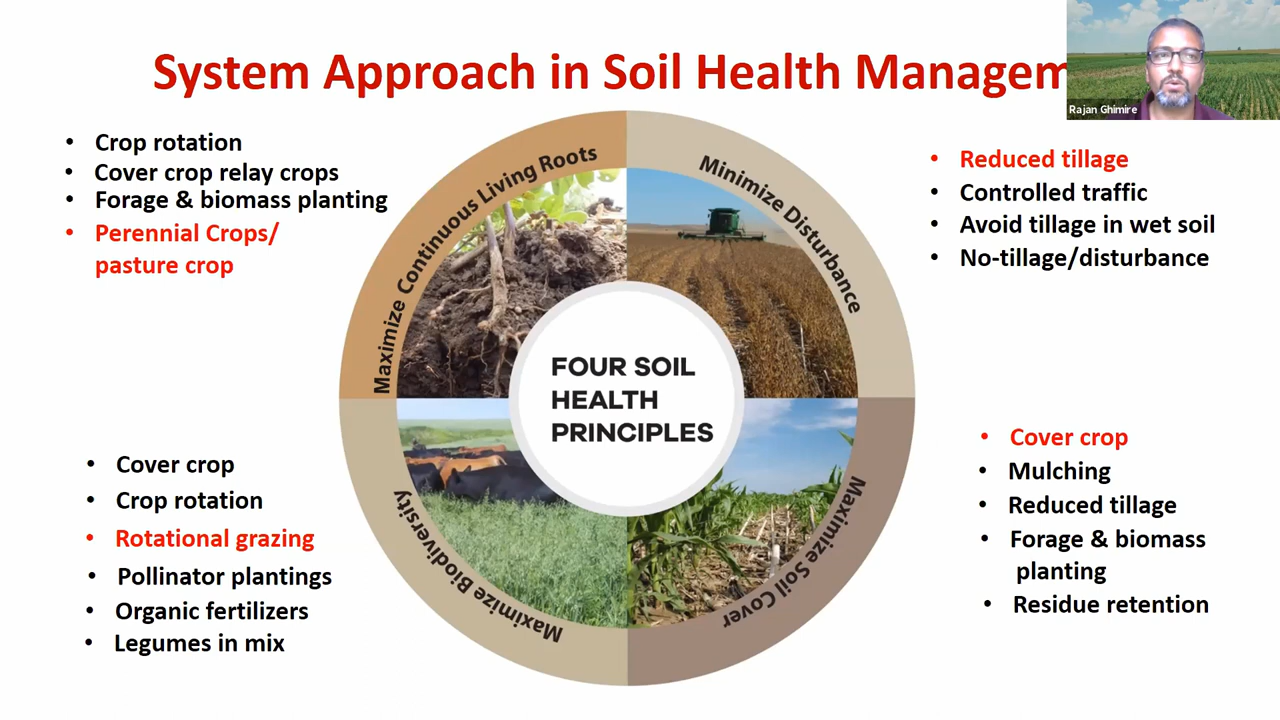 System Approach in Soil Health Managem
Rajan Ghimire
• Crop rotation
• Cover crop relay crops
• Forage & biomass planting
• Perennial Crops/
pasture crop
Maximize Continuous Living Roots
Minimize Disturbance
• Reduced tillage
• Controlled traffic
• Avoid tillage in wet soil
• No-tillage/disturbance
FOUR SOIL
HEALTH
PRINCIPLES
• Cover crop
• Crop rotation
• Rotational grazing
• Pollinator plantings
• Organic fertilizers
• Legumes in mix
Maximize Biodiversity
Maximize Soil Cover
• Cover crop
• Mulching
• Reduced tillage
• Forage & biomass
planting
• Residue retention